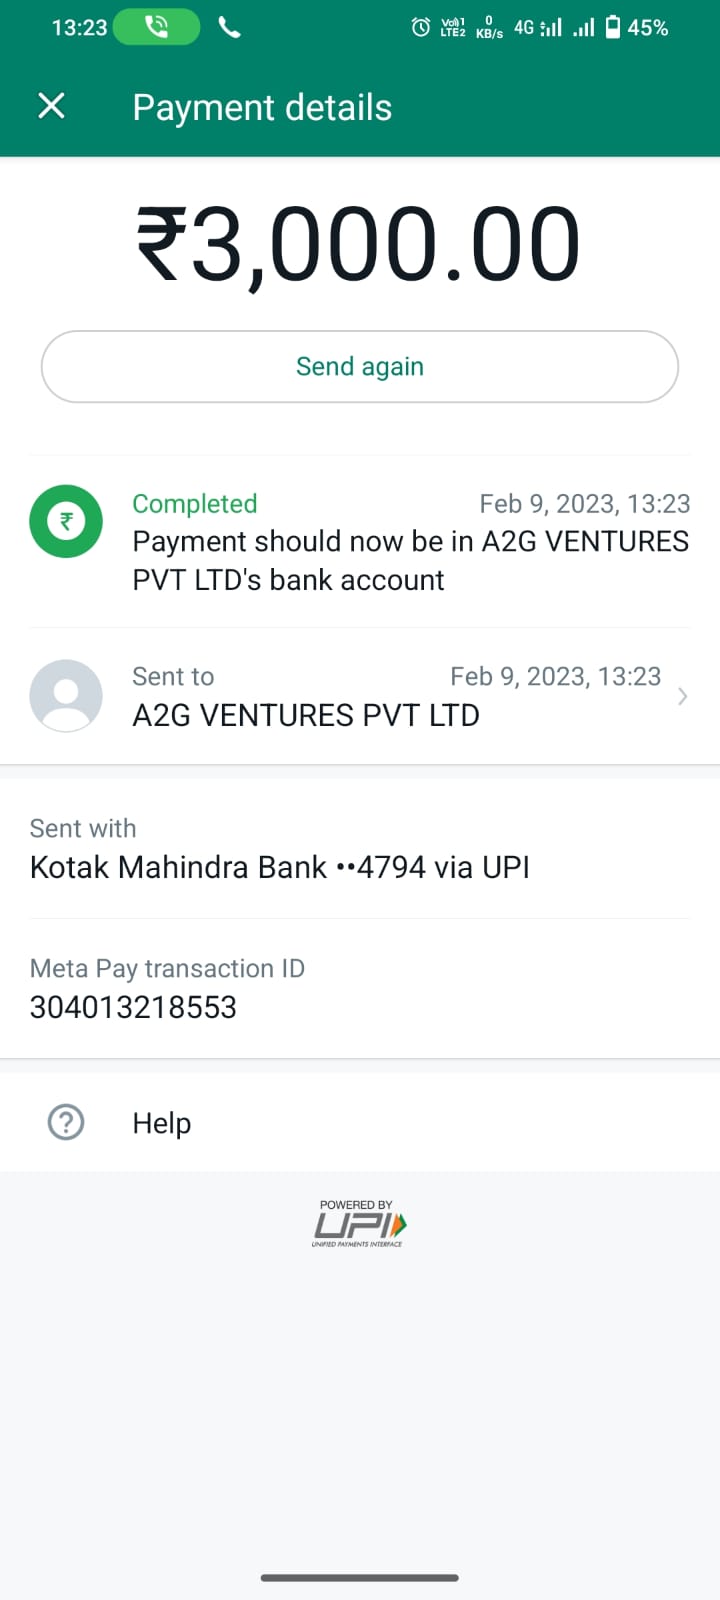 13:23 Vo)) 1 LTE2 0 KB/s 4G 45%
Payment details
₹3,000.00
Send again
Completed Feb 9, 2023, 13:23
Payment should now be in A2G VENTURES
PVT LTD's bank account
Sent to Feb 9, 2023, 13:23
A2G VENTURES PVT LTD
Sent with
Kotak Mahindra Bank ••4794 via UPI
Meta Pay transaction ID
304013218553
Help
POWERED BY
UPI
UNIFIED PAYMENTS INTERFACE